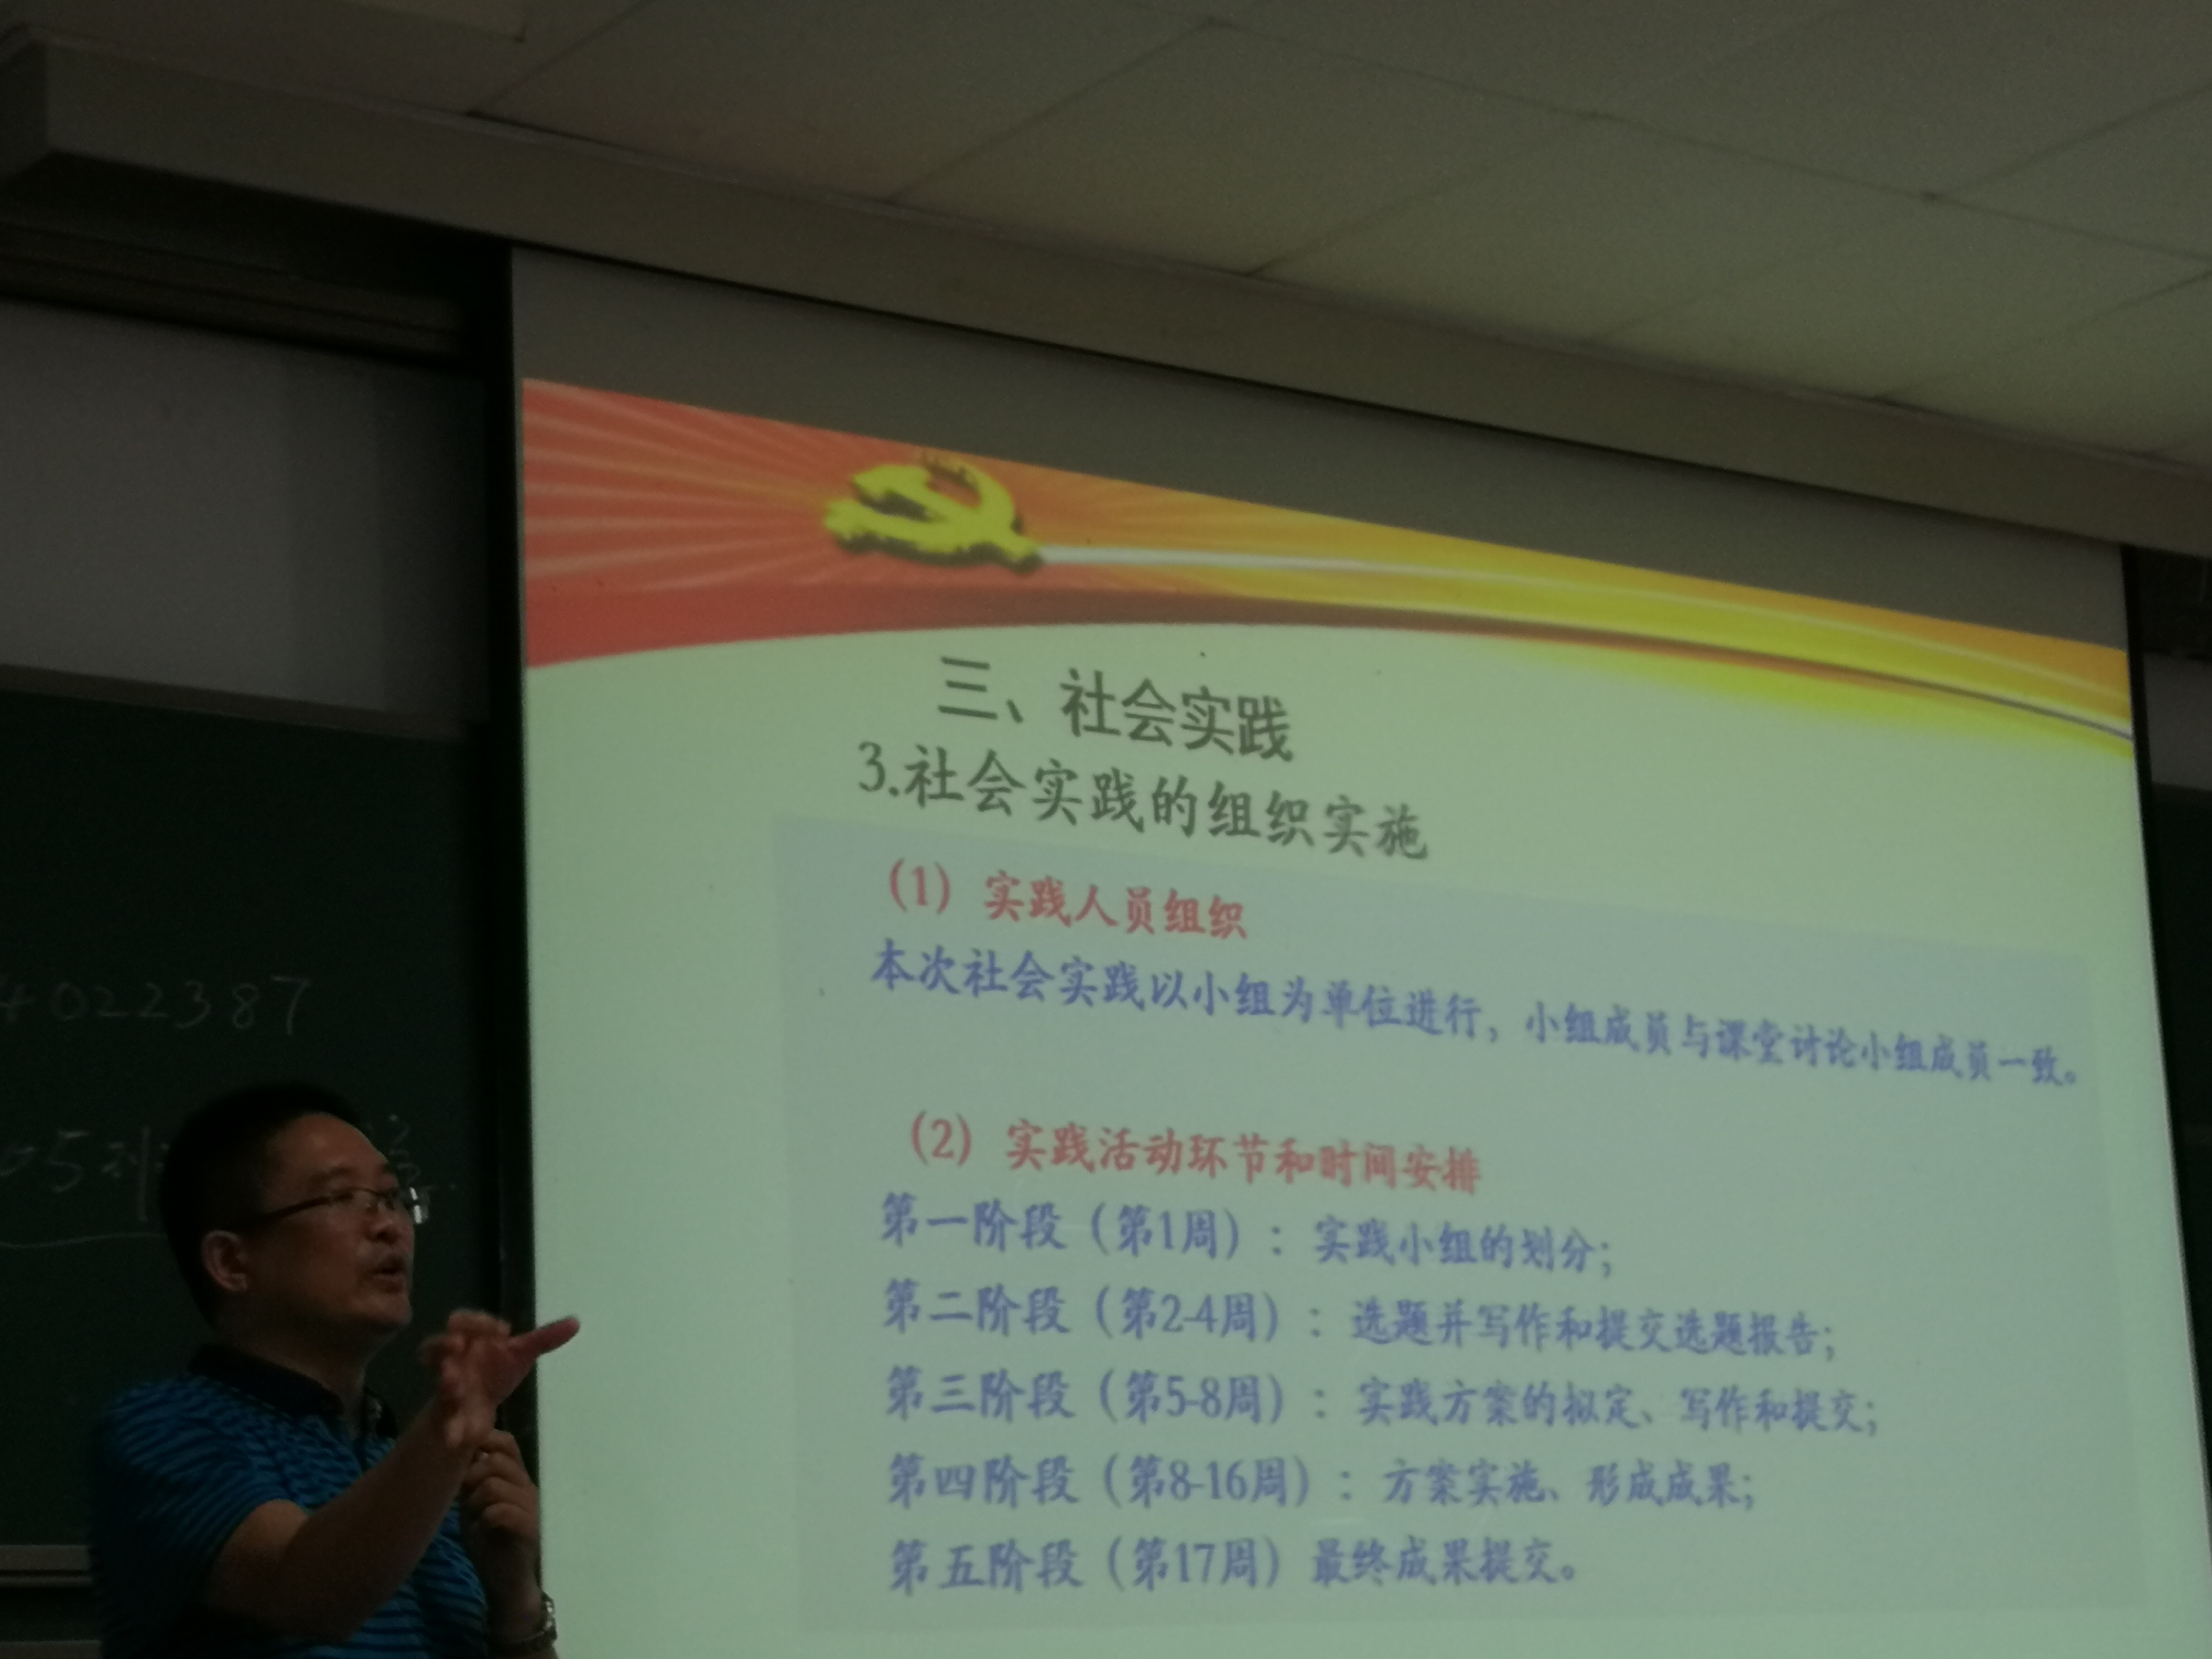 三、社会实践
3.社会实践的组织实施
（1）实践人员组织
本次社会实践以小组为单位进行，小组成员与课堂讨论小组成员一致。
（2）实践活动环节和时间安排
第一阶段（第1周）：实践小组的划分；
第二阶段（第2-4周）：选题并写作和提交选题报告；
第三阶段（第5-8周）：实践方案的拟定、写作和提交；
第四阶段（第8-16周）：方案实施、形成成果；
第五阶段（第17周）最终成果提交。
4022387